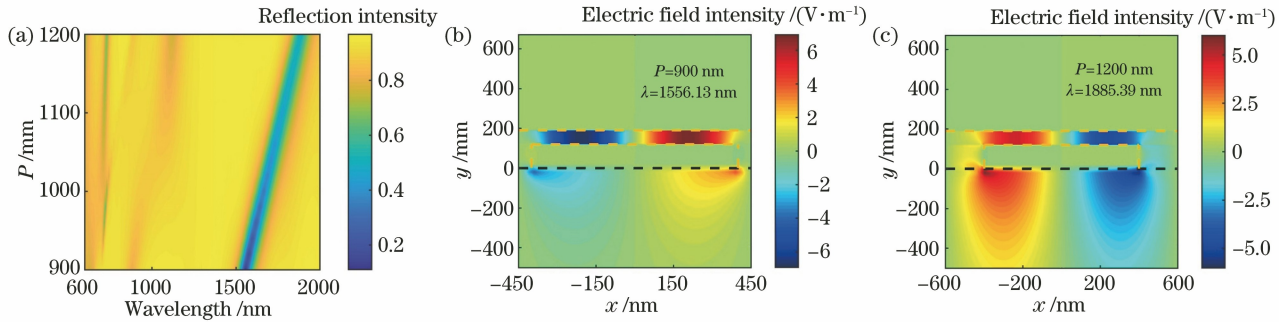 (a)
Reflection intensity
P /mm
1200
1100
1000
900
600
1000
1500
2000
Wavelength /nm
0.8
0.6
0.4
0.2
(b)
Electric field intensity /(V·m⁻¹)
y /mm
600
400
200
0
−200
−400
P=900 nm
λ=1556.13 nm
−450
−150
150
450
x /nm
6
4
2
0
−2
−4
−6
(c)
Electric field intensity /(V·m⁻¹)
y /mm
600
400
200
0
−200
−400
P=1200 nm
λ=1885.39 nm
−600
−200
200
600
x /nm
5.0
2.5
0
−2.5
−5.0